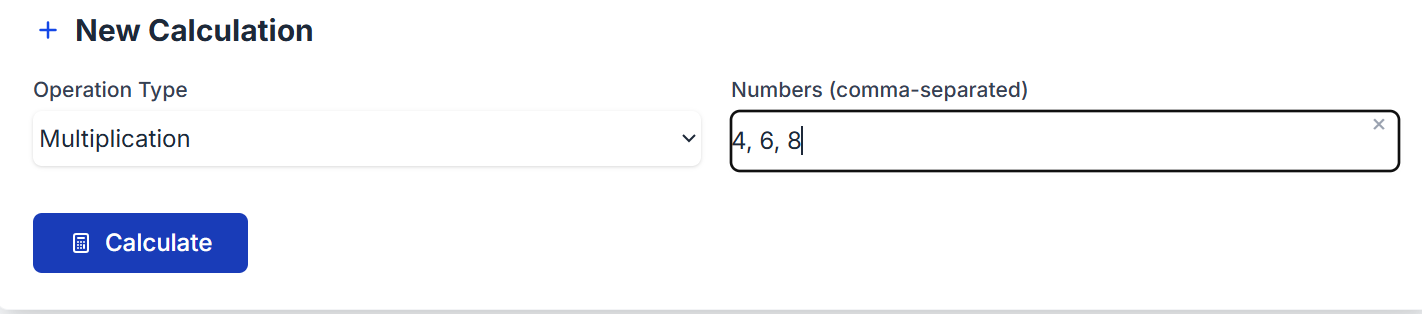 New Calculation
Operation Type
Multiplication
Numbers (comma-separated)
4, 6, 8
Calculate